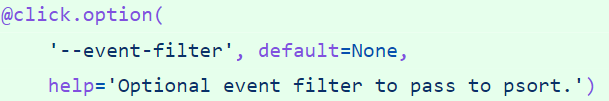 @click.option(
    '--event-filter', default=None,
    help='Optional event filter to pass to psort.')